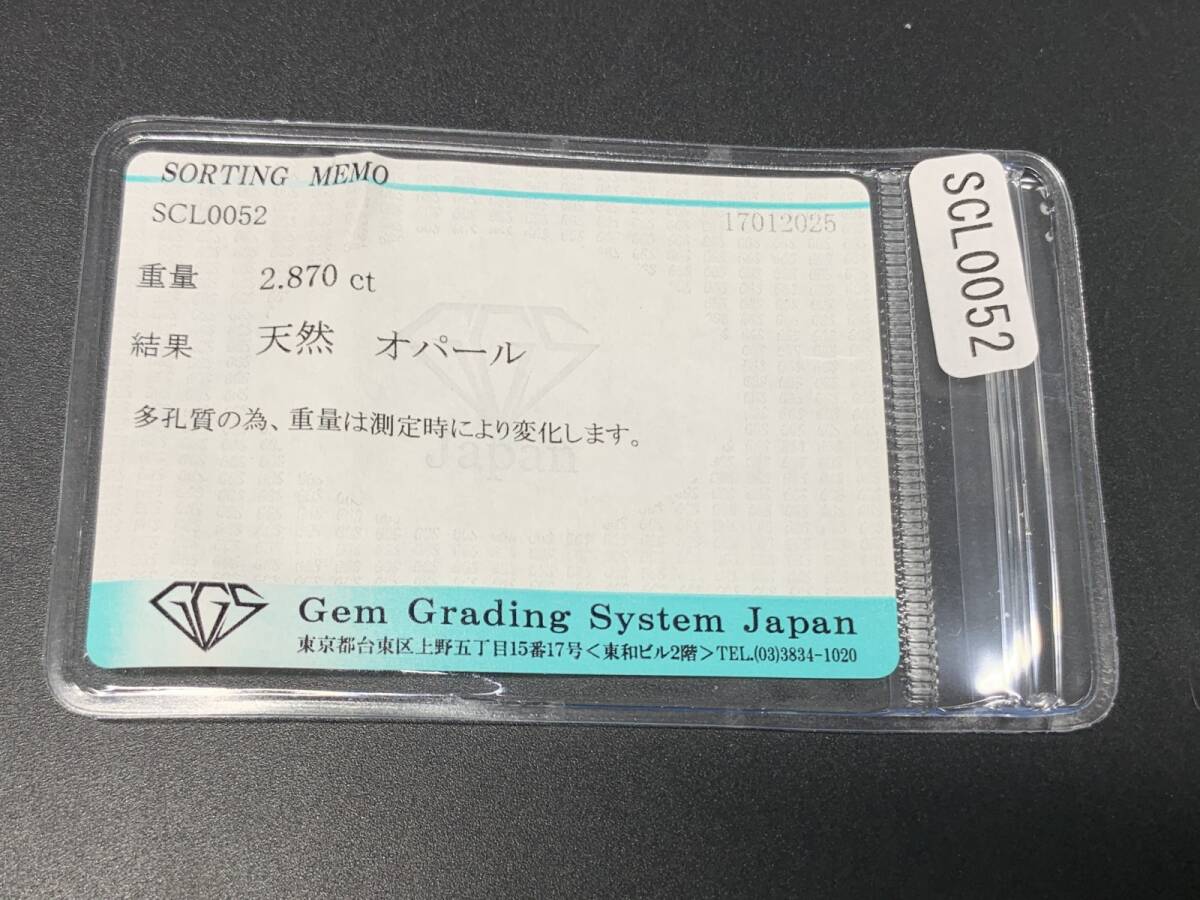 SORTING MEMO
SCL0052
17012025
重量 2.870 ct
結果 天然 オパール
多孔質の為、重量は測定時により変化します。
Japan
GGS
Gem Grading System Japan
東京都台東区上野五丁目15番17号＜東和ビル2階＞TEL.(03)3834-1020
SCL0052